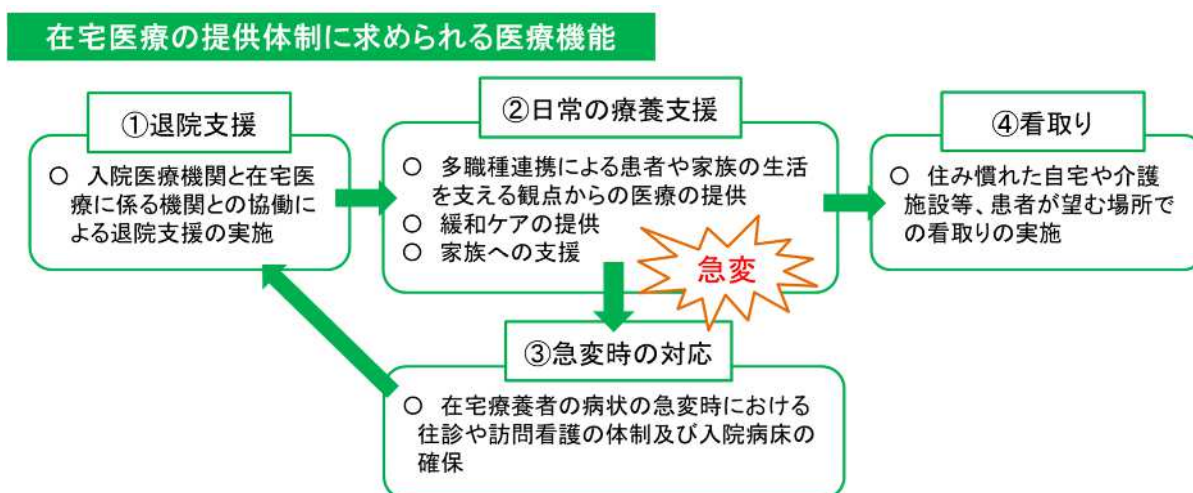 在宅医療の提供体制に求められる医療機能
①退院支援
○ 入院医療機関と在宅医
療に係る機関との協働に
よる退院支援の実施
②日常の療養支援
○ 多職種連携による患者や家族の生活
を支える観点からの医療の提供
○ 緩和ケアの提供
○ 家族への支援
急変
④看取り
○ 住み慣れた自宅や介護
施設等、患者が望む場所で
の看取りの実施
③急変時の対応
○ 在宅療養者の病状の急変時における
往診や訪問看護の体制及び入院病床の
確保